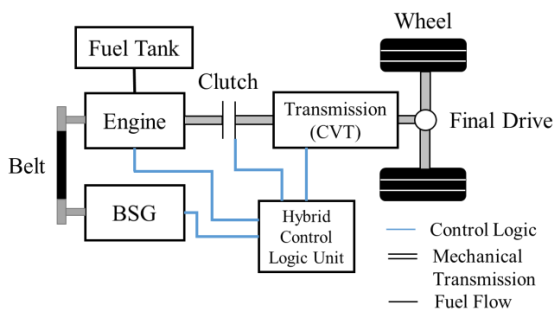 Wheel
Fuel Tank
Clutch
Engine
Transmission
(CVT)
Final Drive
Belt
BSG
Hybrid
Control
Logic Unit
Control Logic
Mechanical
Transmission
Fuel Flow